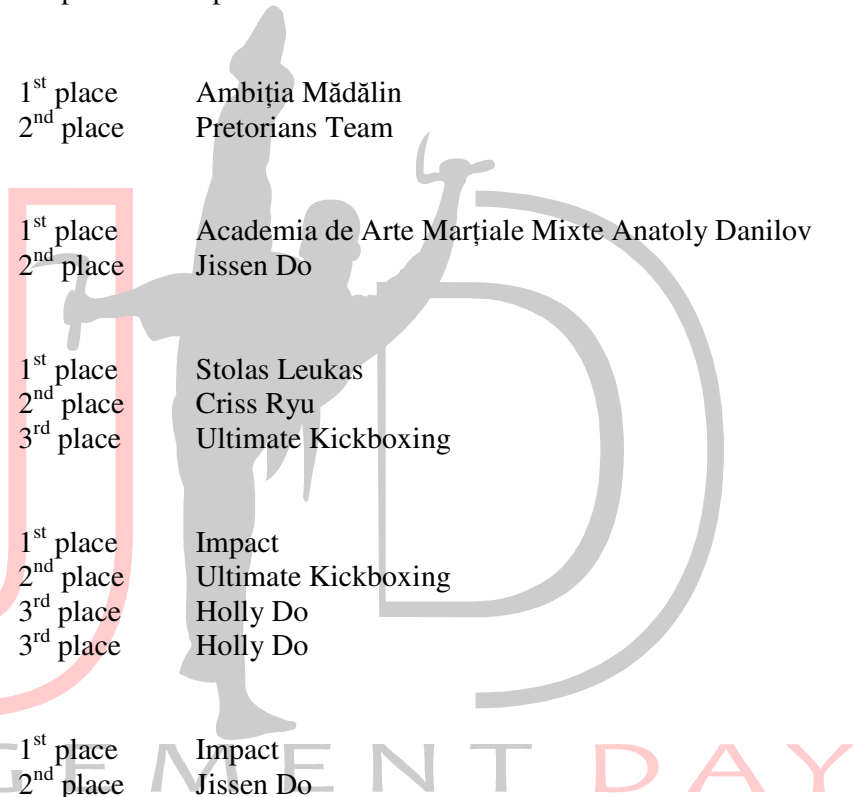 1st place Ambiția Mădălin
2nd place Pretorians Team
1st place Academia de Arte Marțiale Mixte Anatoly Danilov
2nd place Jissen Do
1st place Stolas Leukas
2nd place Criss Ryu
3rd place Ultimate Kickboxing
1st place Impact
2nd place Ultimate Kickboxing
3rd place Holly Do
3rd place Holly Do
1st place Impact
2nd place Jissen Do
GEMENT DAY